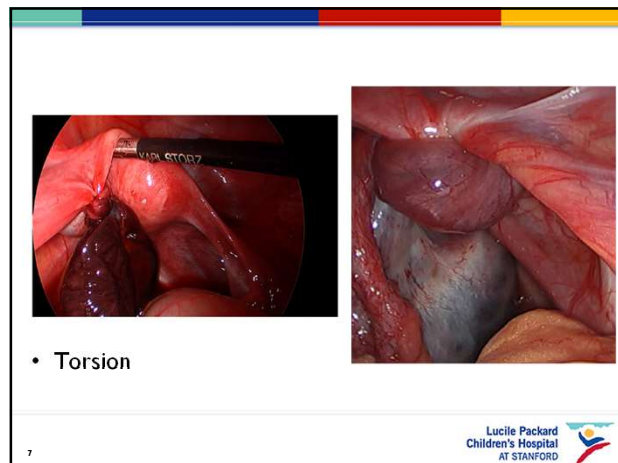 KARL STORZ
• Torsion
7
Lucile Packard
Children's Hospital
AT STANFORD